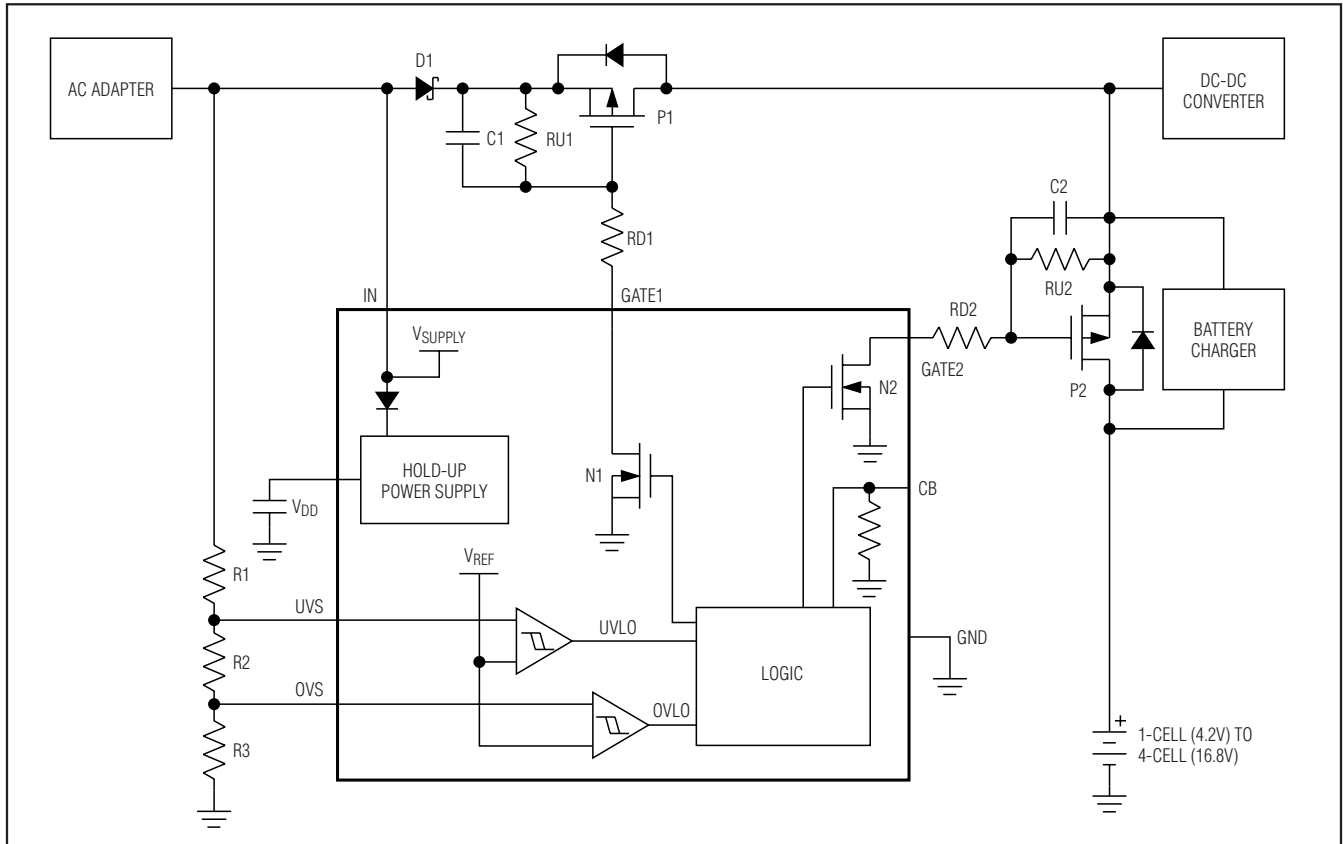 AC ADAPTER
D1
P1
DC-DC
CONVERTER
C1
RU1
RD1
C2
RU2
RD2
BATTERY
CHARGER
P2
IN
GATE1
GATE2
VSUPPLY
N2
HOLD-UP
POWER SUPPLY
N1
CB
VDD
VREF
R1
UVS
UVLO
R2
OVS
OVLO
LOGIC
GND
R3
+
1-CELL (4.2V) TO
4-CELL (16.8V)